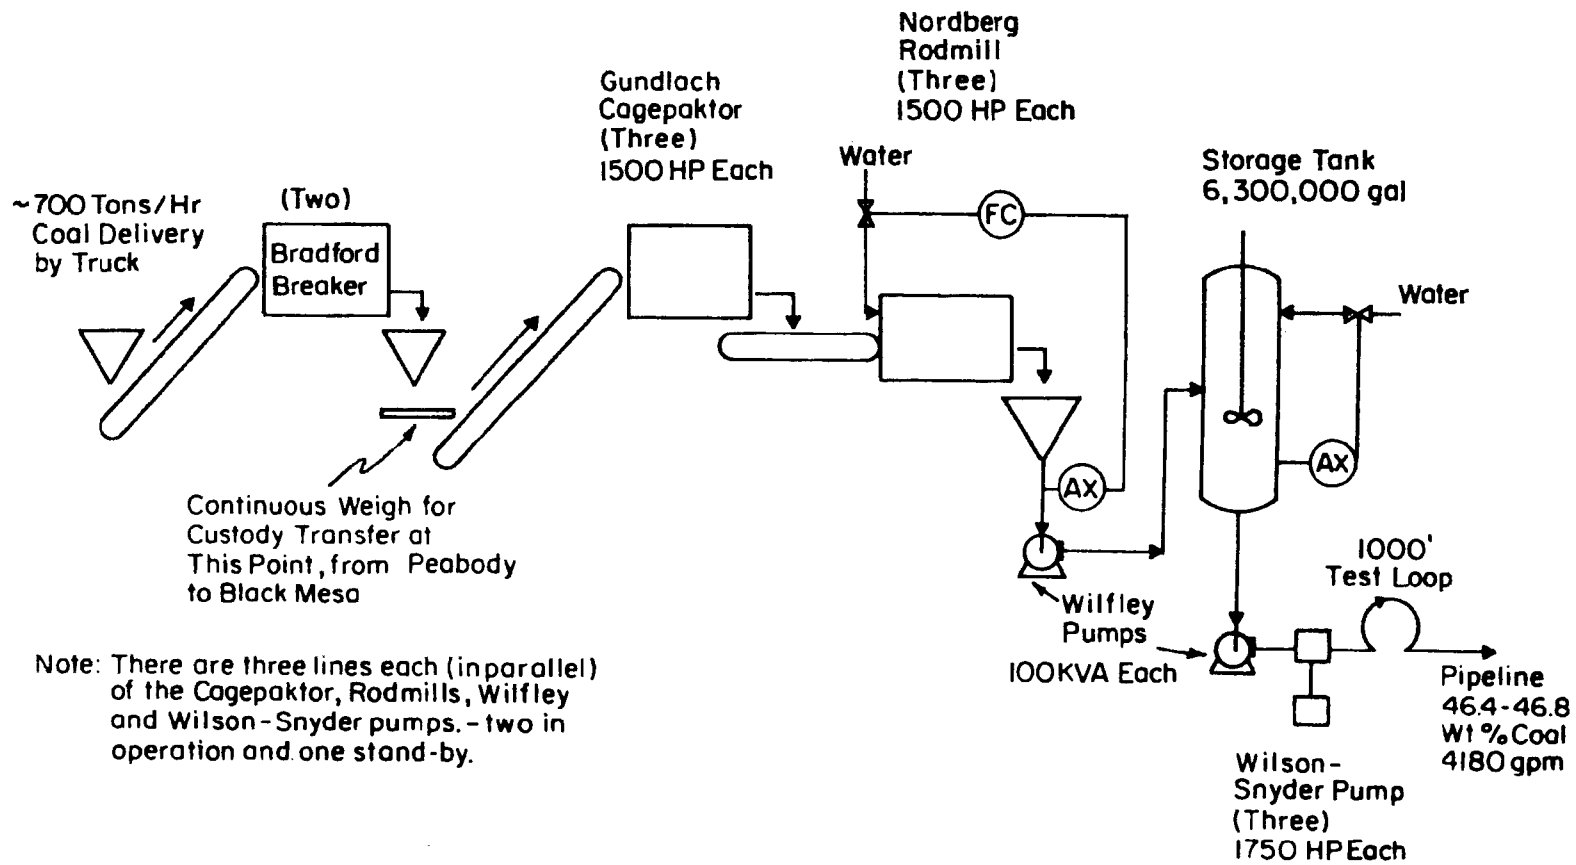 Nordberg
Rodmill
(Three)
1500 HP Each
Gundlach
Cagepaktor
(Three)
1500 HP Each
Water
Storage Tank
6,300,000 gal
~700 Tons/Hr
Coal Delivery
by Truck
(Two)
Bradford
Breaker
FC
Water
AX
AX
Continuous Weigh for
Custody Transfer at
This Point, from Peabody
to Black Mesa
1000'
Test Loop
Wilfley
Pumps
100KVA Each
Note: There are three lines each (in parallel)
of the Cagepaktor, Rodmills, Wilfley
and Wilson-Snyder pumps. - two in
operation and one stand-by.
Pipeline
46.4-46.8
Wt % Coal
4180 gpm
Wilson-
Snyder Pump
(Three)
1750 HP Each